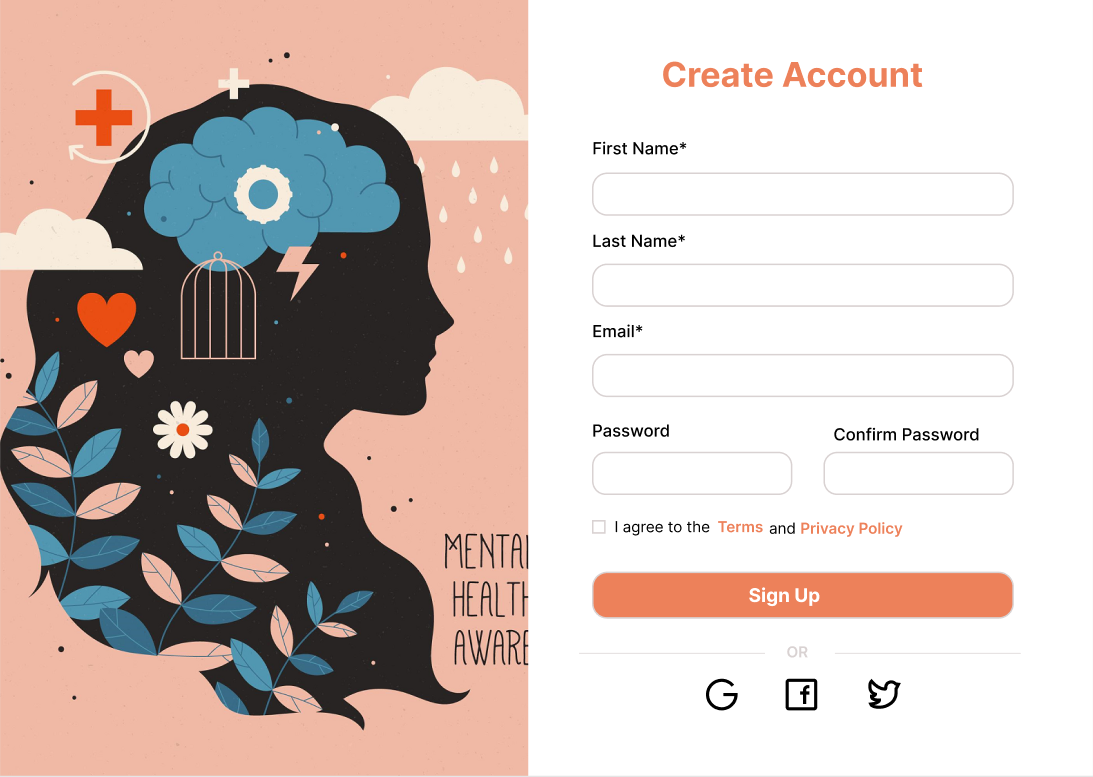 MENTAL
HEALTH
AWARE
Create Account
First Name*
Last Name*
Email*
Password
Confirm Password
I agree to the Terms and Privacy Policy
Sign Up
OR